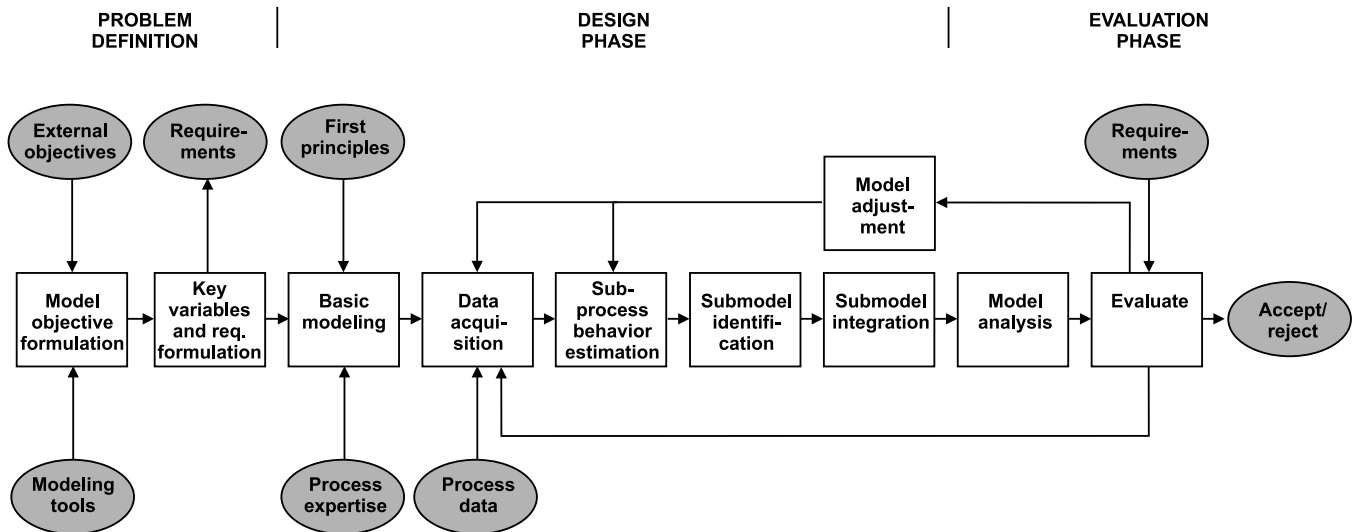 PROBLEM
DEFINITION
DESIGN
PHASE
EVALUATION
PHASE
External
objectives
Require-
ments
First
principles
Require-
ments
Model
adjust-
ment
Model
objective
formulation
Key
variables
and req.
formulation
Basic
modeling
Data
acqui-
sition
Sub-
process
behavior
estimation
Submodel
identifi-
cation
Submodel
integration
Model
analysis
Evaluate
Accept/
reject
Modeling
tools
Process
expertise
Process
data